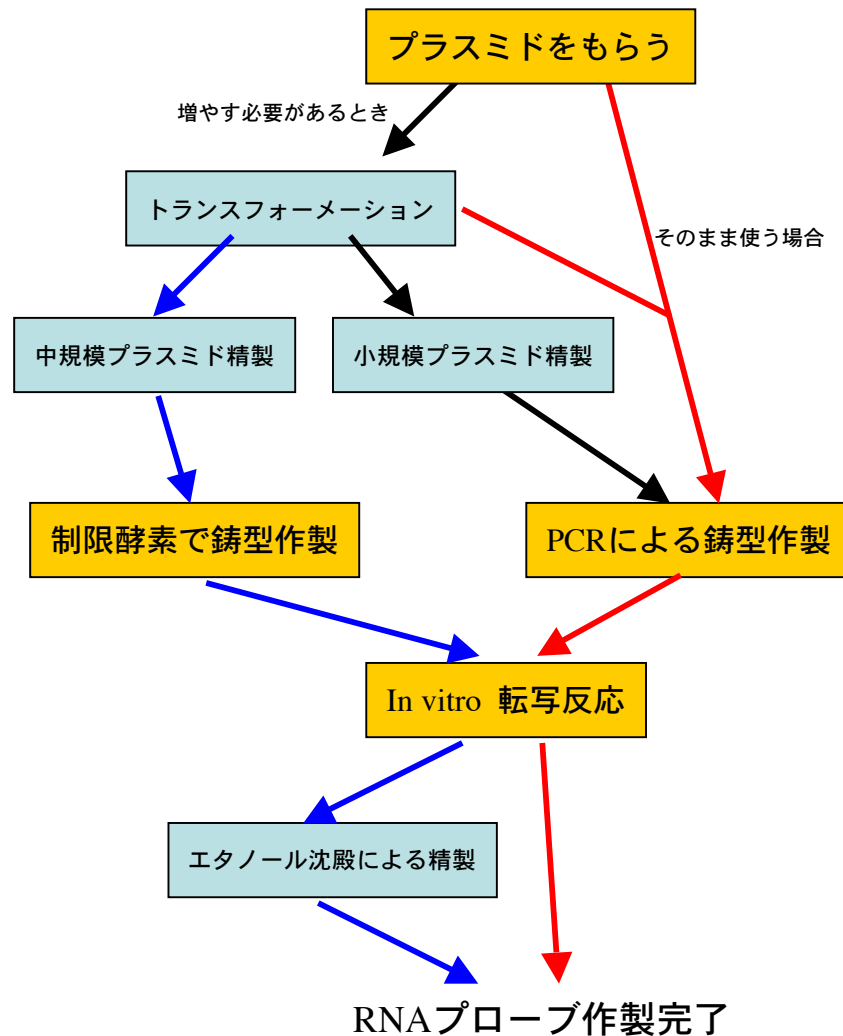 プラスミドをもらう
増やす必要があるとき
トランスフォーメーション
そのまま使う場合
中規模プラスミド精製
小規模プラスミド精製
制限酵素で鋳型作製
PCRによる鋳型作製
In vitro 転写反応
エタノール沈殿による精製
RNAプローブ作製完了